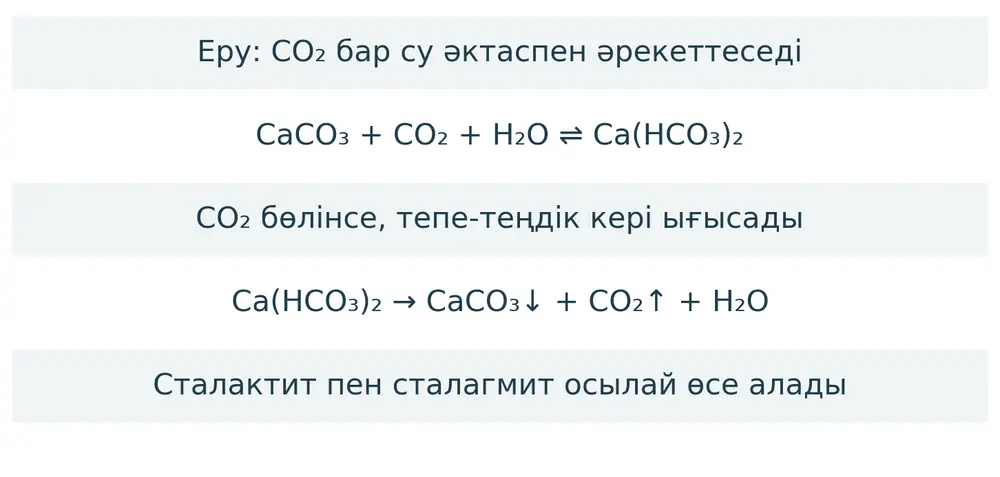 Еру: CO₂ бар су әктаспен әрекеттеседі
CaCO₃ + CO₂ + H₂O ⇌ Ca(HCO₃)₂
CO₂ бөлінсе, тепе-теңдік кері ығысады
Ca(HCO₃)₂ → CaCO₃↓ + CO₂↑ + H₂O
Сталактит пен сталагмит осылай өсе алады